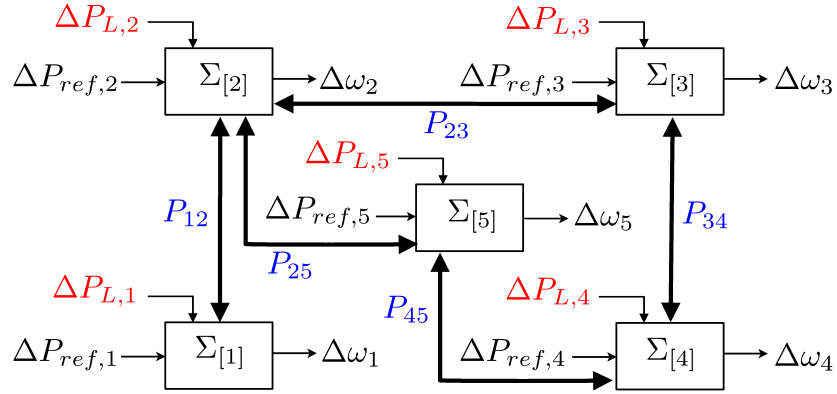 ΔP_{L,2}
ΔP_{L,3}
ΔP_{ref,2} Σ_{[2]} Δω_2
ΔP_{ref,3} Σ_{[3]} Δω_3
P_{23}
ΔP_{L,5}
P_{12}
ΔP_{ref,5} Σ_{[5]} Δω_5
P_{34}
P_{25}
ΔP_{L,1}
P_{45}
ΔP_{L,4}
ΔP_{ref,1} Σ_{[1]} Δω_1
ΔP_{ref,4} Σ_{[4]} Δω_4